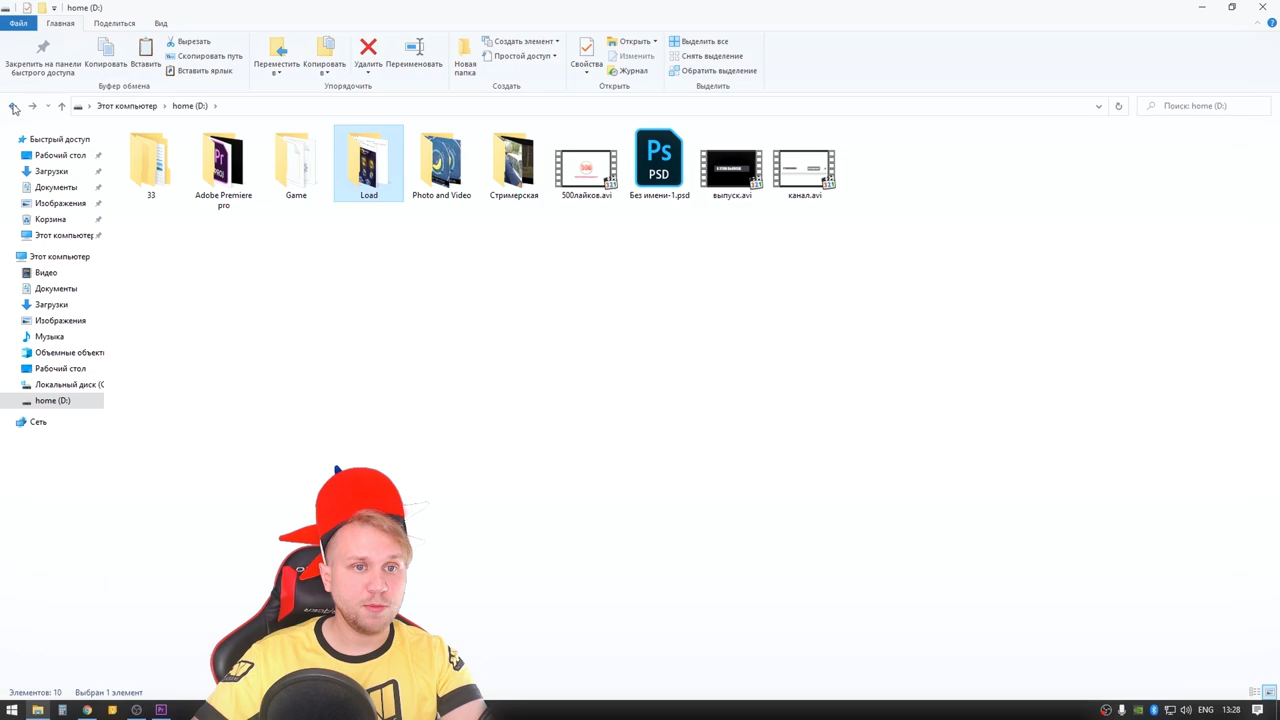 home (D:)
Файл Главная Поделиться Вид
Закрепить на панели быстрого доступа
Копировать
Вставить
Вырезать
Скопировать путь
Вставить ярлык
Буфер обмена
Переместить в
Копировать в
Удалить
Переименовать
Упорядочить
Новая папка
Создать элемент
Простой доступ
Создать
Свойства
Открыть
Изменить
Журнал
Открыть
Выделить все
Снять выделение
Обратить выделение
Выделить
Этот компьютер home (D:)
Поиск: home (D:)
Быстрый доступ
Рабочий стол
Загрузки
Документы
Изображения
Корзина
Этот компьютер
Этот компьютер
Видео
Документы
Загрузки
Изображения
Музыка
Объемные объекты
Рабочий стол
Локальный диск (C
home (D:)
Сеть
33
Adobe Premiere pro
Game
Load
Photo and Video
Стримерская
500лайков.avi
Ps
PSD
Без имени-1.psd
выпуск.avi
канал.avi
Элементов: 10 Выбран 1 элемент
ENG 13:28